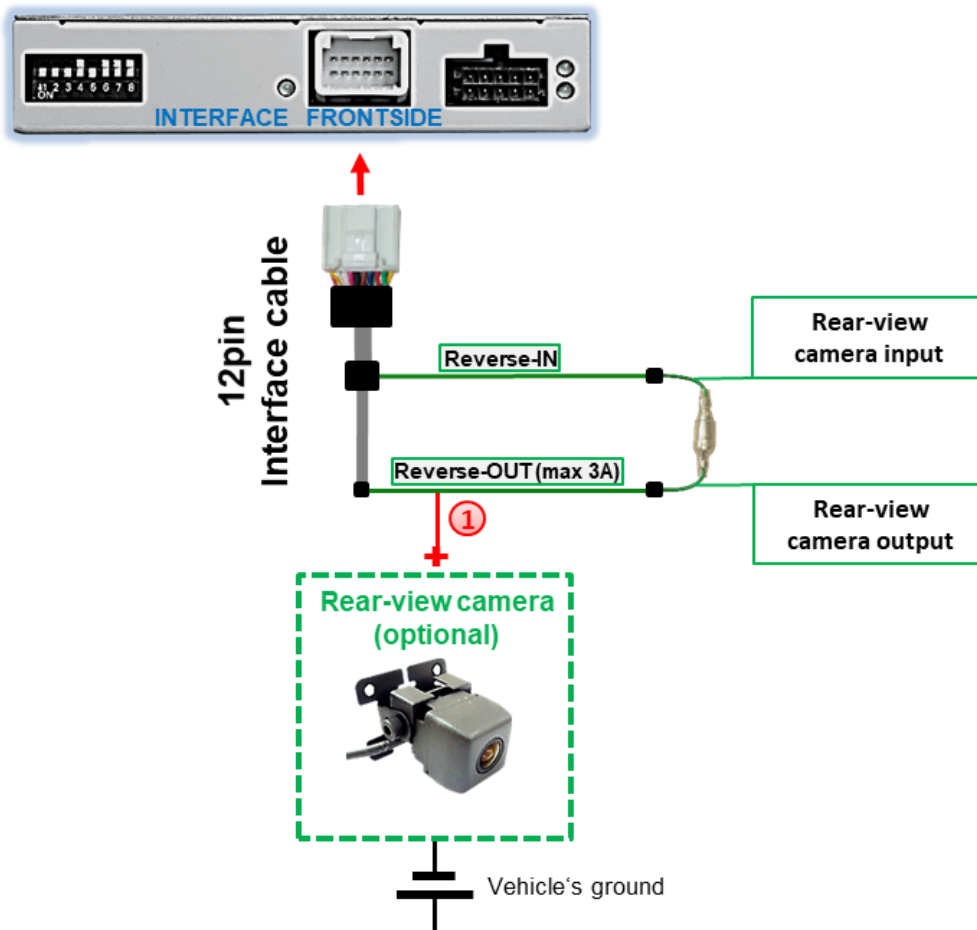 1 2 3 4 5 6 7 8
ON
INTERFACE FRONTSIDE
12pin
Interface cable
Reverse-IN
Rear-view
camera input
Reverse-OUT (max 3A)
Rear-view
camera output
1
+
Rear-view camera
(optional)
Vehicle‘s ground